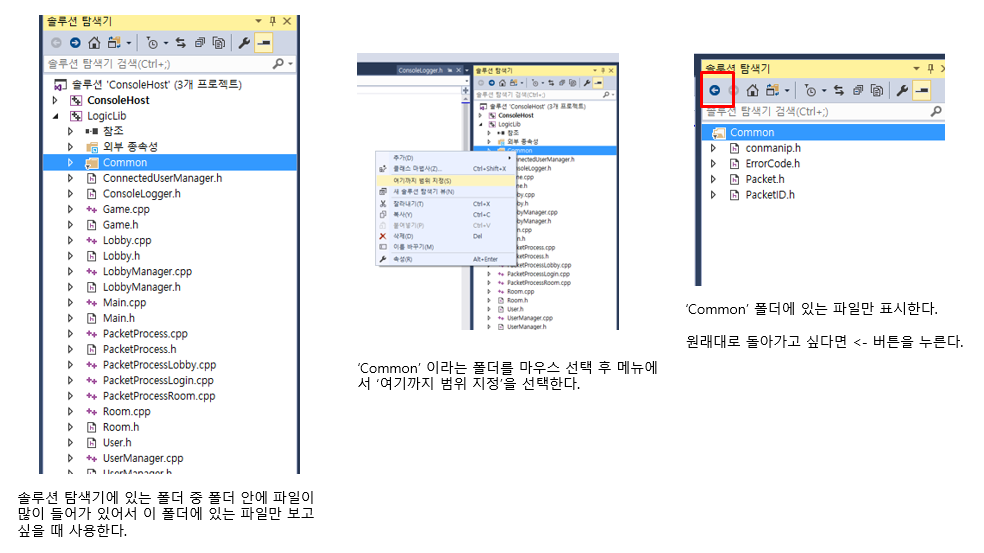 솔루션 탐색기
솔루션 탐색기 검색(Ctrl+;)
솔루션 'ConsoleHost' (3개 프로젝트)
ConsoleHost
LogicLib
참조
외부 종속성
Common
ConnectedUserManager.h
ConsoleLogger.h
Game.cpp
Game.h
Lobby.cpp
Lobby.h
LobbyManager.cpp
LobbyManager.h
Main.cpp
Main.h
PacketProcess.cpp
PacketProcess.h
PacketProcessLobby.cpp
PacketProcessLogin.cpp
PacketProcessRoom.cpp
Room.cpp
Room.h
User.h
UserManager.cpp
UserManager.h
솔루션 탐색기에 있는 폴더 중 폴더 안에 파일이
많이 들어가 있어서 이 폴더에 있는 파일만 보고
싶을 때 사용한다.
ConsoleLogger.h
솔루션 탐색기
솔루션 탐색기 검색(Ctrl+;)
솔루션 'ConsoleHost' (3개 프로젝트)
ConsoleHost
LogicLib
참조
외부 종속성
Common
ConnectedUserManager.h
soleLogger.h
ne.cpp
ne.h
by.cpp
by.h
byManager.cpp
byManager.h
n.cpp
n.h
ketProcess.cpp
ketProcess.h
PacketProcessLobby.cpp
PacketProcessLogin.cpp
PacketProcessRoom.cpp
Room.h
User.h
UserManager.cpp
UserManager.h
추가(D)
클래스 마법사(Z)... Ctrl+Shift+X
여기까지 범위 지정(S)
새 솔루션 탐색기 뷰(N)
잘라내기(T) Ctrl+X
복사(Y) Ctrl+C
붙여넣기(P) Ctrl+V
삭제(D) Del
이름 바꾸기(M)
속성(R) Alt+Enter
‘Common’ 이라는 폴더를 마우스 선택 후 메뉴에
서 ‘여기까지 범위 지정’을 선택한다.
솔루션 탐색기
솔루션 탐색기 검색(Ctrl+;)
Common
conmanip.h
ErrorCode.h
Packet.h
PacketID.h
‘Common’ 폴더에 있는 파일만 표시한다.
원래대로 돌아가고 싶다면 <- 버튼을 누른다.